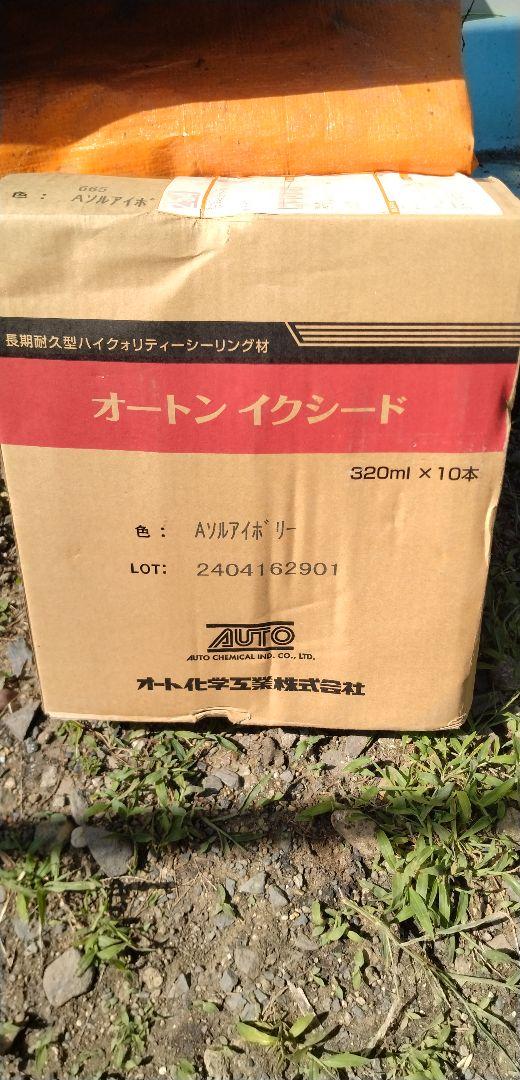 665
色： Aソルアイボ
長期耐久型ハイクォリティーシーリング材
オートン イクシード
320ml ×10本
色： Aソルアイボリー
LOT: 2404162901
AUTO
AUTO CHEMICAL IND. CO., LTD.
オート化学工業株式会社